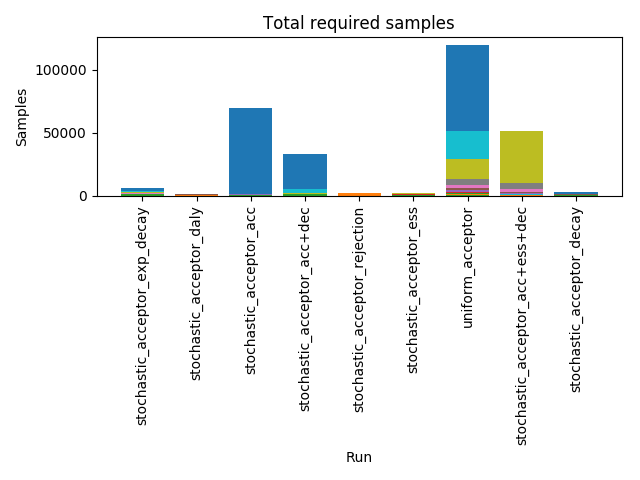 Total required samples
Samples
100000
50000
0
stochastic_acceptor_exp_decay
stochastic_acceptor_daly
stochastic_acceptor_acc
stochastic_acceptor_acc+dec
stochastic_acceptor_rejection
stochastic_acceptor_ess
uniform_acceptor
stochastic_acceptor_acc+ess+dec
stochastic_acceptor_decay
Run